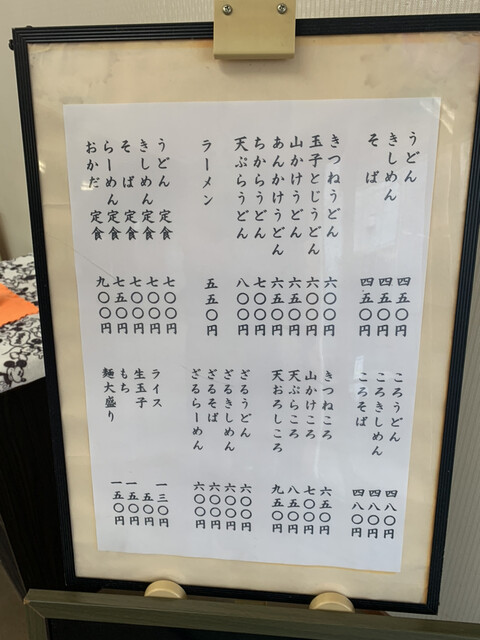 うどん 四五〇円
きしめん 四五〇円
そば 四五〇円
きつねうどん 六〇〇円
玉子とじうどん 六〇〇円
山かけうどん 六五〇円
あんかけうどん 六五〇円
ちからうどん 七〇〇円
天ぷらうどん 八〇〇円
ラーメン 五五〇円
うどん 定食 七〇〇円
きしめん 定食 七〇〇円
そば 定食 七〇〇円
らーめん 定食 七五〇円
おかだ 定食 九〇〇円
ころうどん 四八〇円
ころきしめん 四八〇円
ころそば 四八〇円
きつねころ 六五〇円
山かけころ 七〇〇円
天ぷらころ 八五〇円
天おろしころ 九五〇円
ざるうどん 六〇〇円
ざるきしめん 六〇〇円
ざるそば 六〇〇円
ざるらーめん 六〇〇円
ライス 一三〇円
生玉子 五〇円
もち 一五〇円
麺大盛り 一五〇円